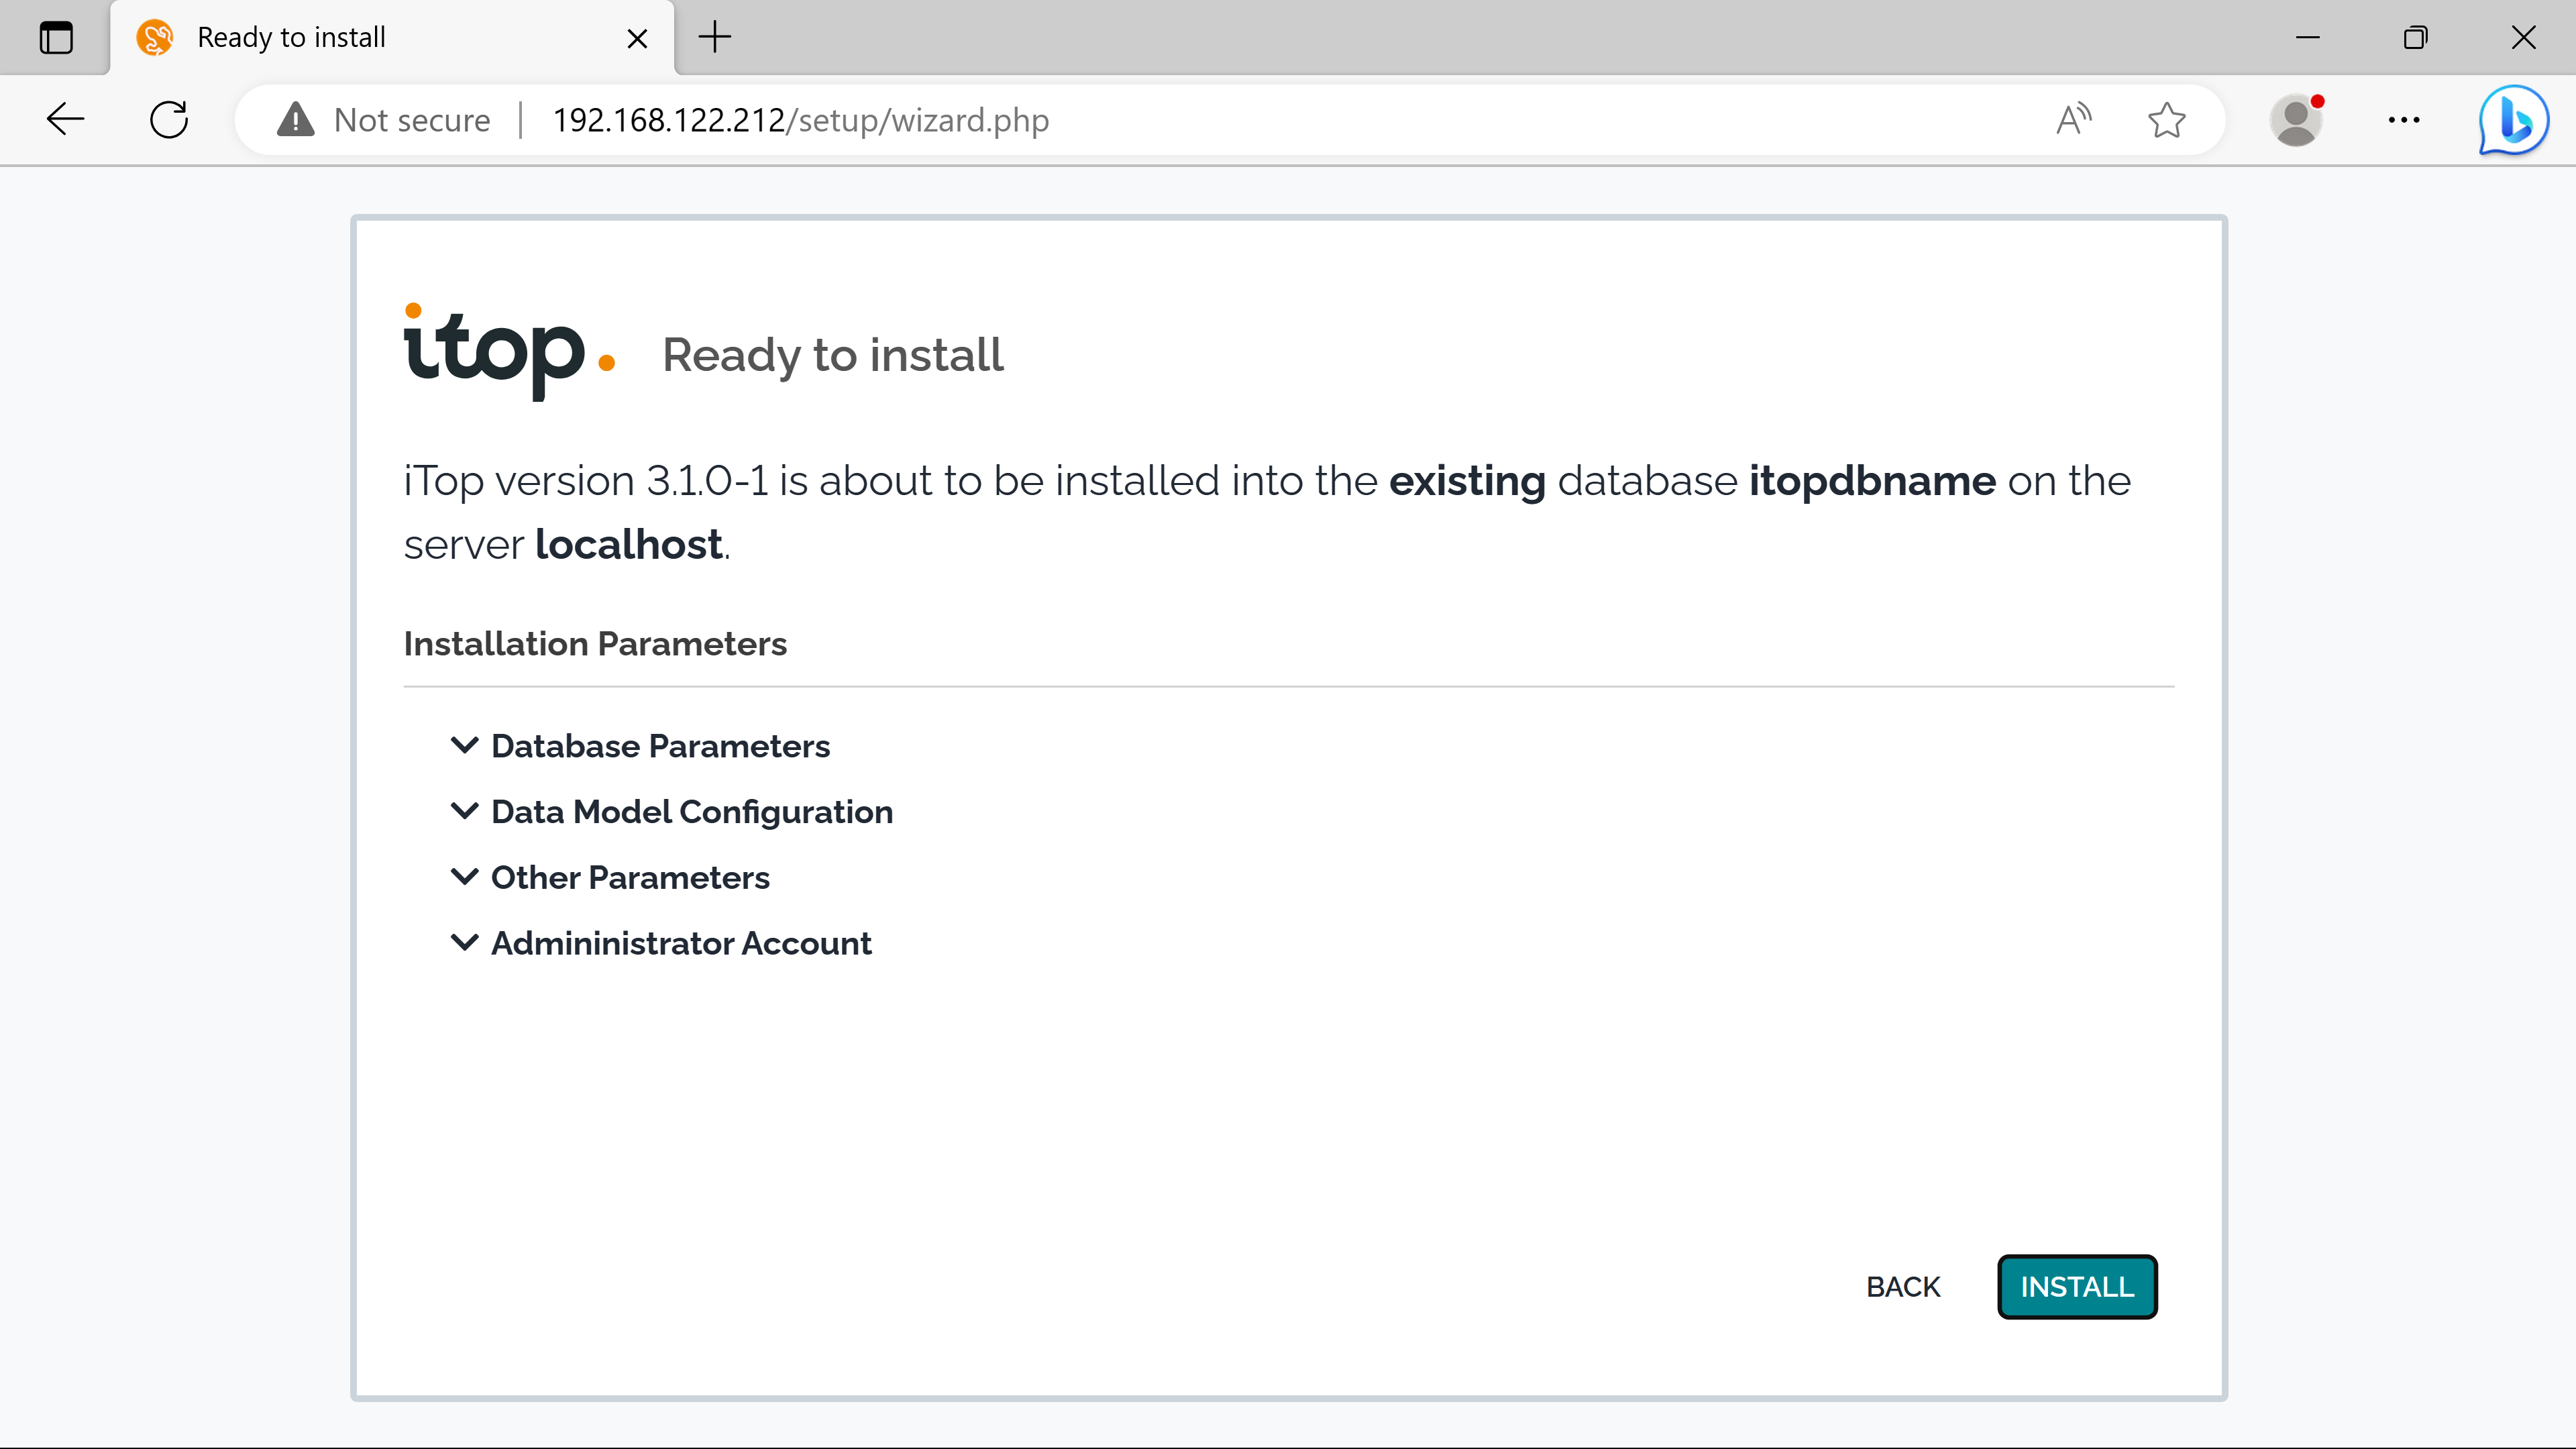 Ready to install
Not secure
192.168.122.212/setup/wizard.php
itop
Ready to install
iTop version 3.1.0-1 is about to be installed into the existing database itopdbname on the
server localhost.
Installation Parameters
Database Parameters
Data Model Configuration
Other Parameters
Admininistrator Account
BACK
INSTALL